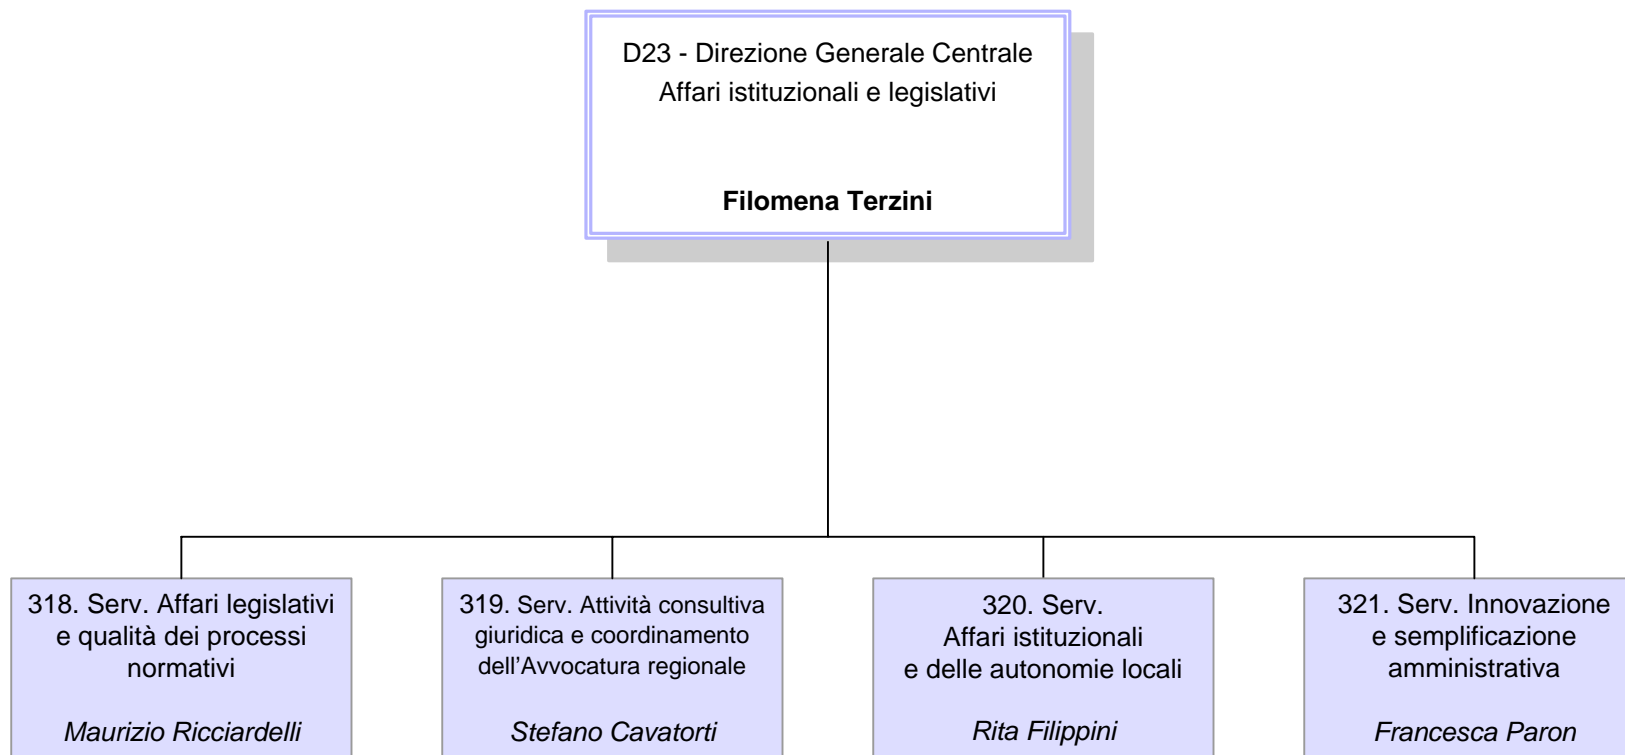 D23 - Direzione Generale Centrale
Affari istituzionali e legislativi
Filomena Terzini
318. Serv. Affari legislativi
e qualità dei processi
normativi
Maurizio Ricciardelli
319. Serv. Attività consultiva
giuridica e coordinamento
dell'Avvocatura regionale
Stefano Cavatorti
320. Serv.
Affari istituzionali
e delle autonomie locali
Rita Filippini
321. Serv. Innovazione
e semplificazione
amministrativa
Francesca Paron